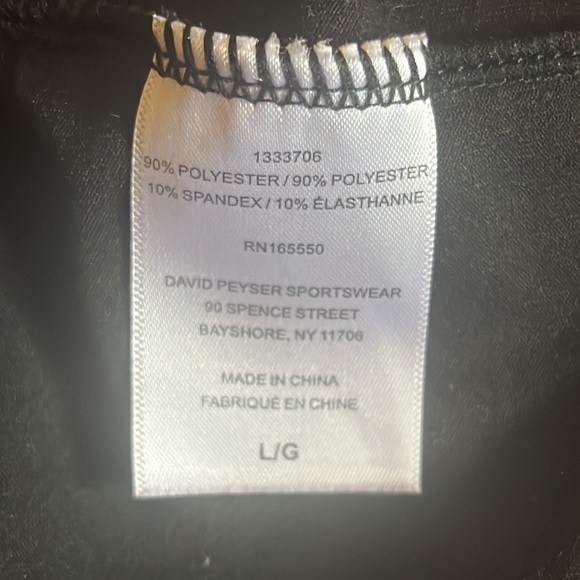 1333706
90% POLYESTER / 90% POLYESTER
10% SPANDEX / 10% ÉLASTHANNE
RN165550
DAVID PEYSER SPORTSWEAR
90 SPENCE STREET
BAYSHORE, NY 11706
MADE IN CHINA
FABRIQUÉ EN CHINE
L/G